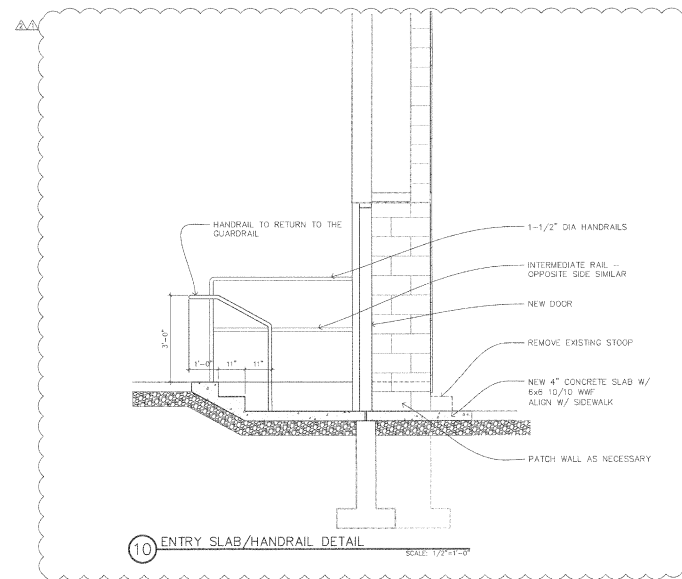 HANDRAIL TO RETURN TO THE
GUARDRAIL
1-1/2" DIA HANDRAILS
INTERMEDIATE RAIL –
OPPOSITE SIDE SIMILAR
NEW DOOR
3'-0"
1'-0" 11" 11"
REMOVE EXISTING STOOP
NEW 4" CONCRETE SLAB W/
6x6 10/10 WWF
ALIGN W/ SIDEWALK
PATCH WALL AS NECESSARY
10 ENTRY SLAB/HANDRAIL DETAIL
SCALE: 1/2"=1'-0"